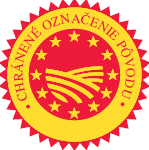 · CHRÁNENÉ OZNAČENIE PÔVODU ·